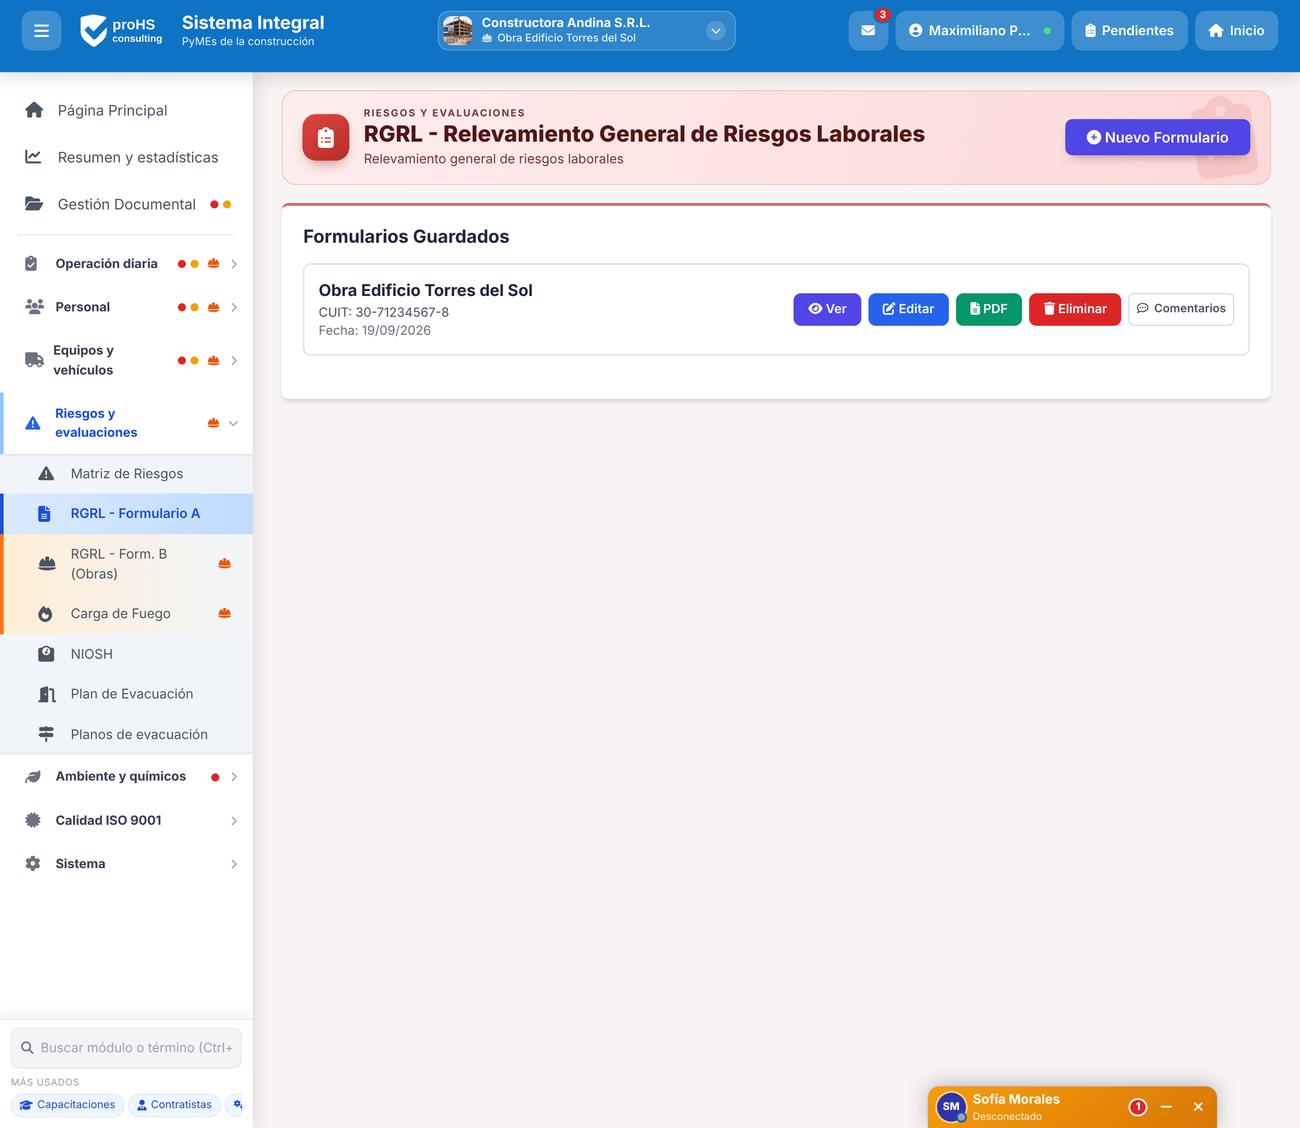 proHS
consulting
Sistema Integral
PyMEs de la construcción
Constructora Andina S.R.L.
Obra Edificio Torres del Sol
3
Maximiliano P...
Pendientes
Inicio
Página Principal
Resumen y estadísticas
Gestión Documental
Operación diaria
Personal
Equipos y
vehículos
Riesgos y
evaluaciones
Matriz de Riesgos
RGRL - Formulario A
RGRL - Form. B
(Obras)
Carga de Fuego
NIOSH
Plan de Evacuación
Planos de evacuación
Ambiente y químicos
Calidad ISO 9001
Sistema
Buscar módulo o término (Ctrl+
MÁS USADOS
Capacitaciones
Contratistas
RIESGOS Y EVALUACIONES
RGRL - Relevamiento General de Riesgos Laborales
Relevamiento general de riesgos laborales
Nuevo Formulario
Formularios Guardados
Obra Edificio Torres del Sol
CUIT: 30-71234567-8
Fecha: 19/09/2026
Ver
Editar
PDF
Eliminar
Comentarios
SM
Sofía Morales
Desconectado
1